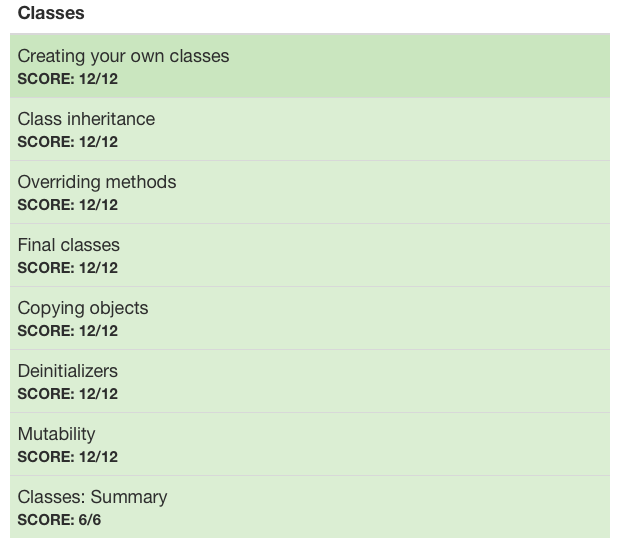 Classes
Creating your own classes
SCORE: 12/12
Class inheritance
SCORE: 12/12
Overriding methods
SCORE: 12/12
Final classes
SCORE: 12/12
Copying objects
SCORE: 12/12
Deinitializers
SCORE: 12/12
Mutability
SCORE: 12/12
Classes: Summary
SCORE: 6/6